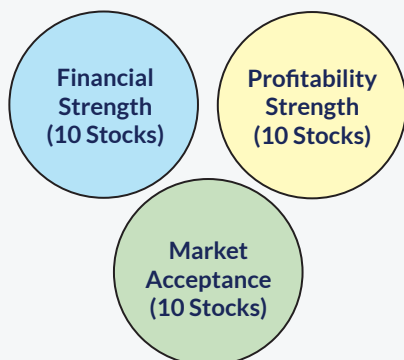 Financial
Strength
(10 Stocks)
Profitability
Strength
(10 Stocks)
Market
Acceptance
(10 Stocks)